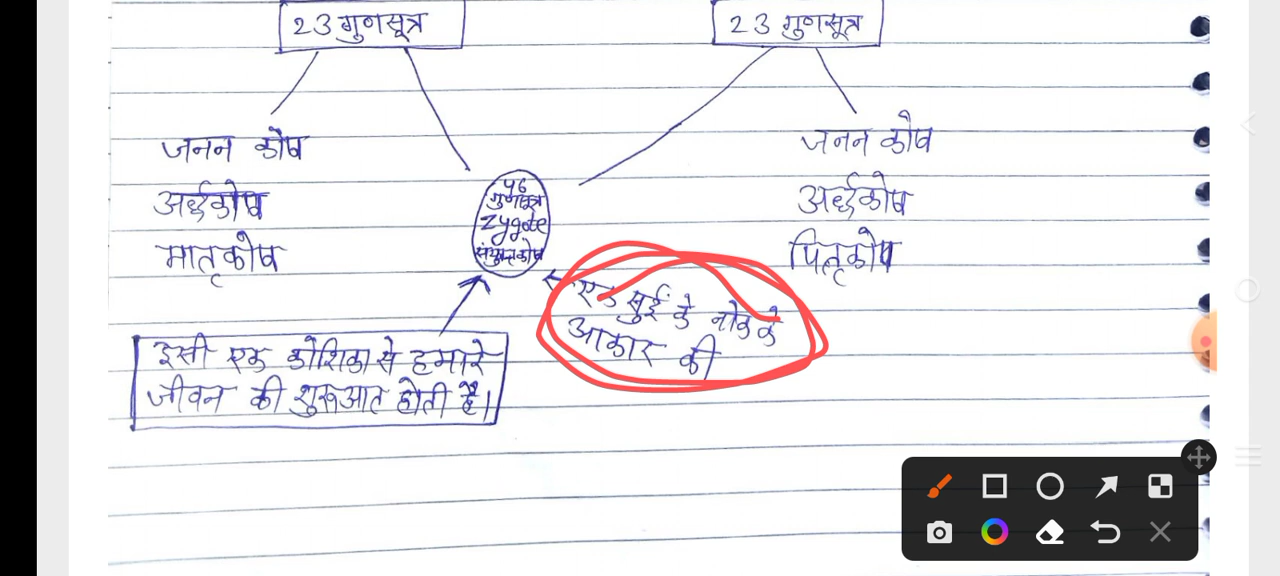 23 गुणसूत्र
23 गुणसूत्र
जनन कोष
अर्द्धकोष
मातृकोष
जनन कोष
अर्द्धकोष
पितृकोष
46
गुणसूत्र
Zygote
संयुक्तकोष
एक सुई के नोक के
आकार की
इसी एक कोशिका से हमारे
जीवन की शुरूआत होती है।